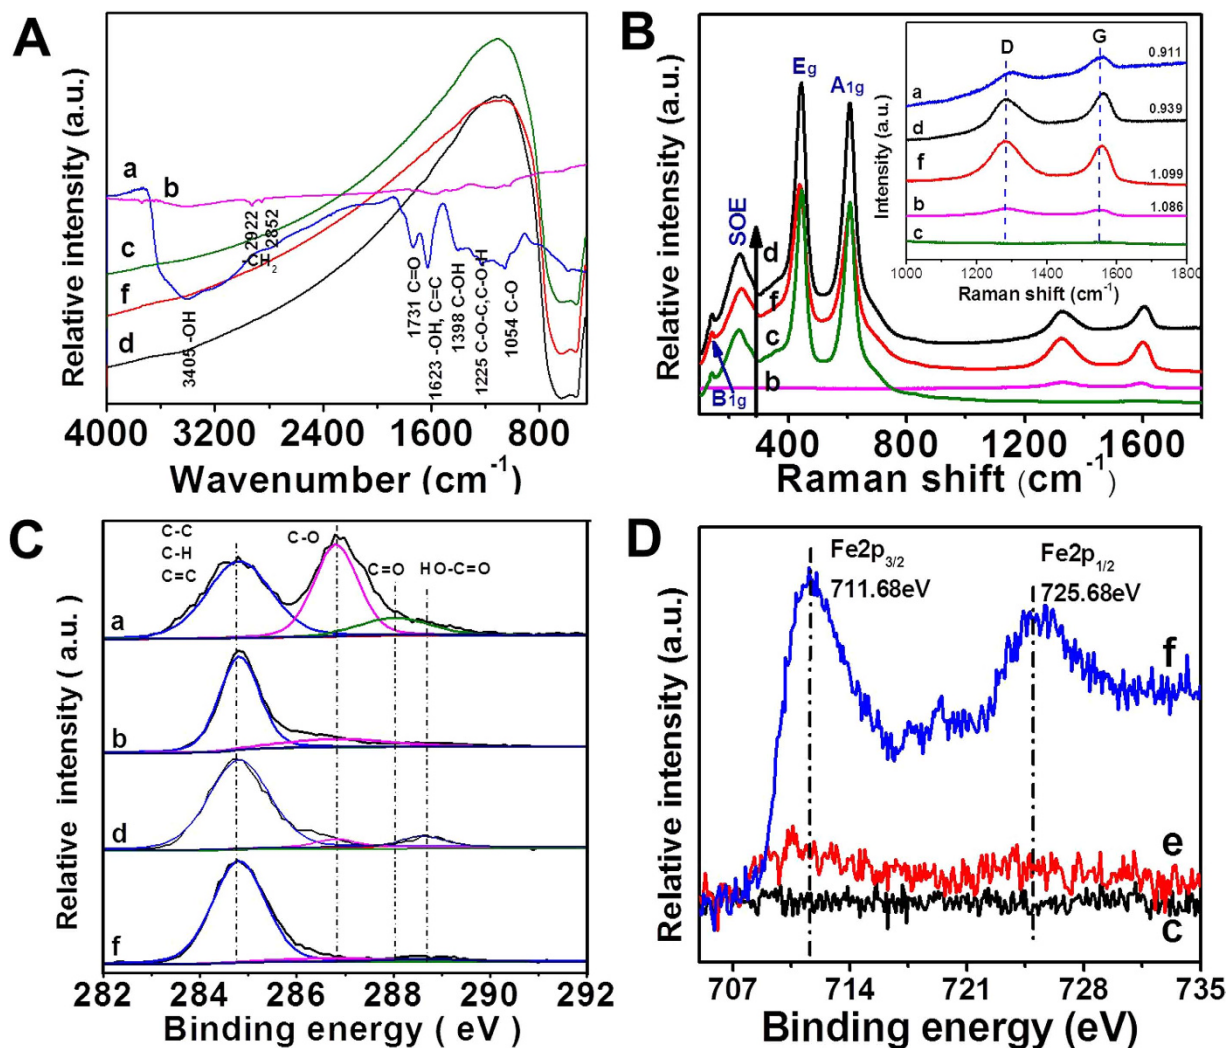 A
Relative intensity (a.u.)
a
b
c
f
d
2922
2852
-CH2
3405 -OH
1731 C=O
1623 -OH, C=C
1398 C-OH
1225 C-O-C,C-O-H
1054 C-O
4000 3200 2400 1600 800
Wavenumber (cm-1)
B
Relative intensity (a.u.)
SOE
Eg
A1g
B1g
d
f
c
b
400 800 1200 1600
Raman shift (cm-1)
Intensity (a.u.)
D
G
a
0.911
d
0.939
f
1.099
b
1.086
c
1000 1200 1400 1600 1800
Raman shift (cm-1)
C
Relative intensity ( a.u.)
C-C
C-H
C=C
C-O
C=O
HO-C=O
a
b
d
f
282 284 286 288 290 292
Binding energy ( eV)
D
Relative intensity (a.u.)
Fe2p3/2
711.68eV
Fe2p1/2
725.68eV
f
e
c
707 714 721 728 735
Binding energy (eV)